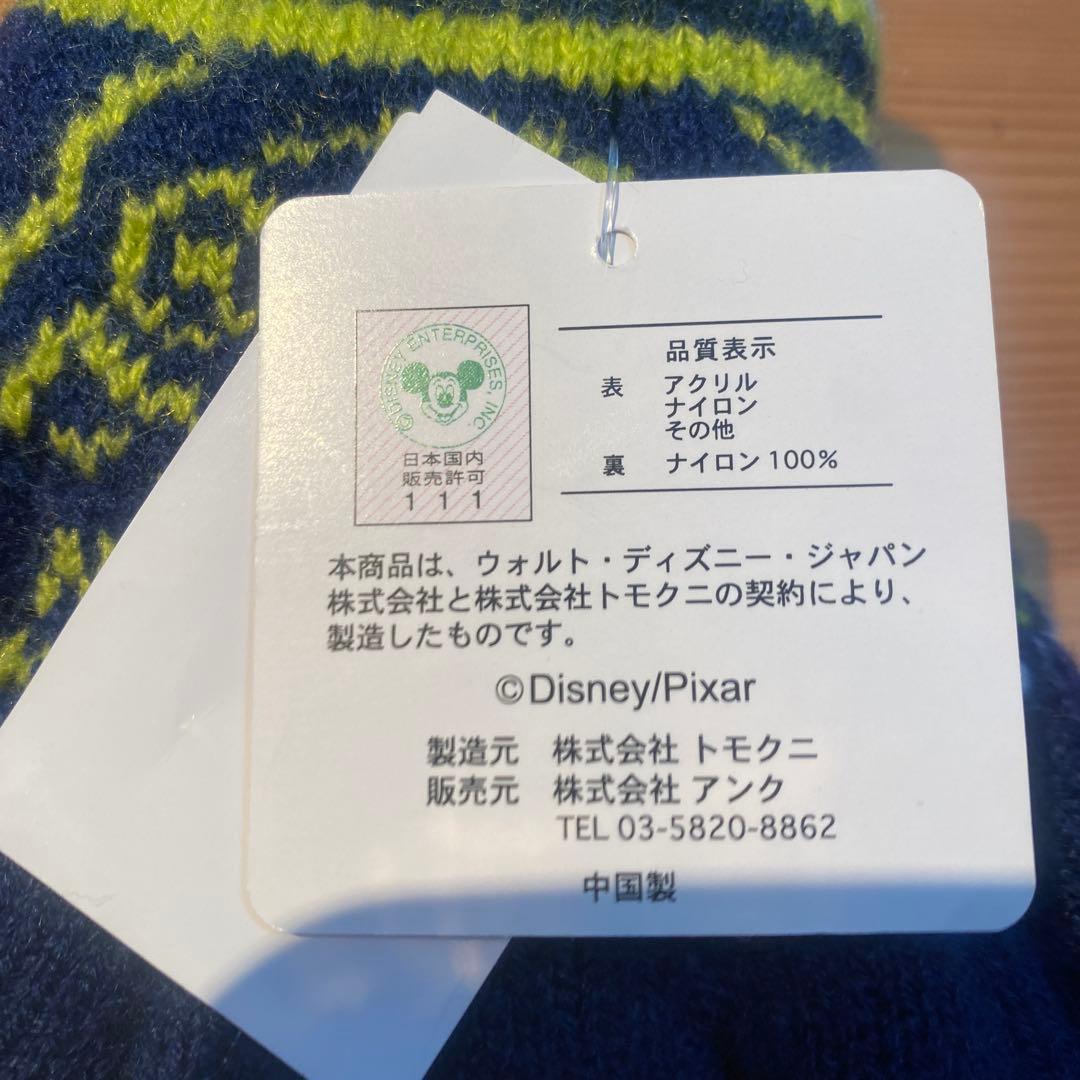 ©DISNEY ENTERPRISES, INC.
日本国内
販売許可
111
品質表示
表 アクリル
ナイロン
その他
裏 ナイロン 100%
本商品は、ウォルト・ディズニー・ジャパン
株式会社と株式会社トモクニの契約により、
製造したものです。
©Disney/Pixar
製造元 株式会社 トモクニ
販売元 株式会社 アンク
TEL 03-5820-8862
中国製